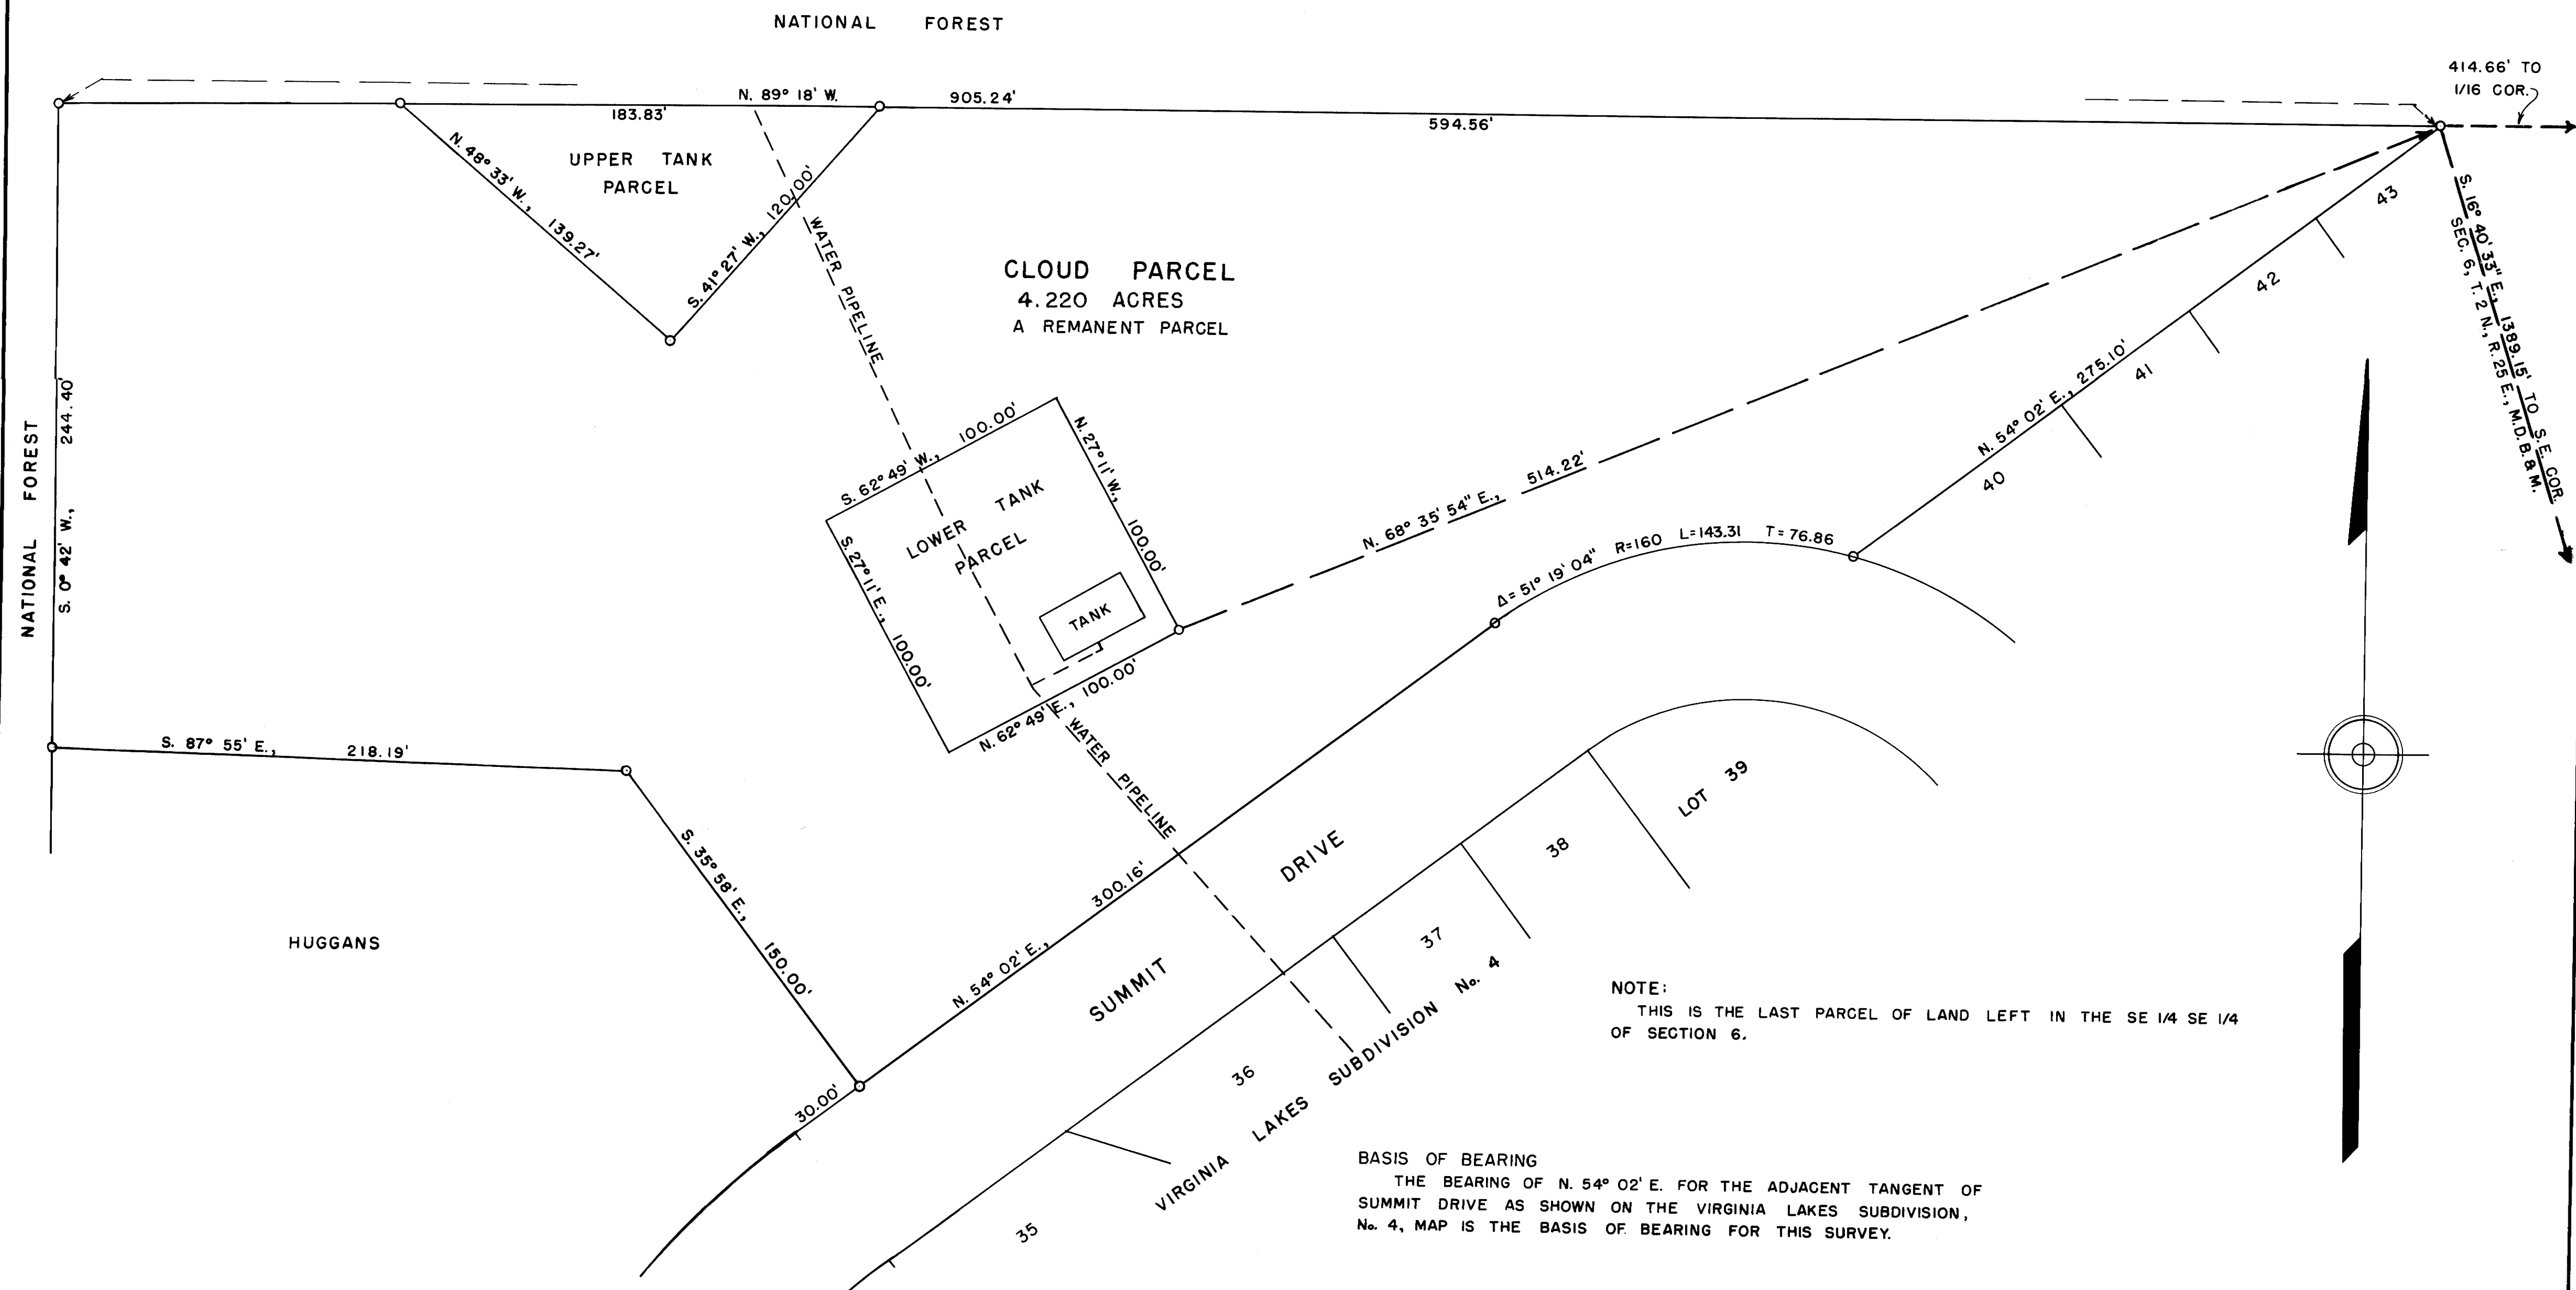 NATIONAL FOREST
414.66' TO
1/16 COR.
N. 89° 18' W.
905.24'
183.83'
594.56'
UPPER TANK
PARCEL
N. 48° 33' W., 139.27'
S. 41° 27' W., 120.00'
WATER PIPELINE
CLOUD PARCEL
4.220 ACRES
A REMANENT PARCEL
43
42
41
40
N. 54° 02' E., 275.10'
S. 16° 40' 33" E., 1389.15' TO S.E. COR.
SEC. 6, T. 2 N., R. 25 E., M.D.B. & M.
NATIONAL FOREST
S. 0° 42' W., 244.40'
S. 62° 49' W., 100.00'
N. 27° 11' W., 100.00'
LOWER TANK
PARCEL
S. 27° 11' E., 100.00'
TANK
N. 62° 49' E., 100.00'
N. 68° 35' 54" E., 514.22'
Δ= 51° 19' 04" R=160 L=143.31 T=76.86
S. 87° 55' E., 218.19'
WATER PIPELINE
S. 35° 58' E., 150.00'
HUGGANS
N. 54° 02' E., 300.16'
30.00'
SUMMIT DRIVE
LOT 39
38
37
36
35
VIRGINIA LAKES SUBDIVISION No. 4
NOTE:
THIS IS THE LAST PARCEL OF LAND LEFT IN THE SE 1/4 SE 1/4
OF SECTION 6.
BASIS OF BEARING
THE BEARING OF N. 54° 02' E. FOR THE ADJACENT TANGENT OF
SUMMIT DRIVE AS SHOWN ON THE VIRGINIA LAKES SUBDIVISION,
No. 4, MAP IS THE BASIS OF BEARING FOR THIS SURVEY.